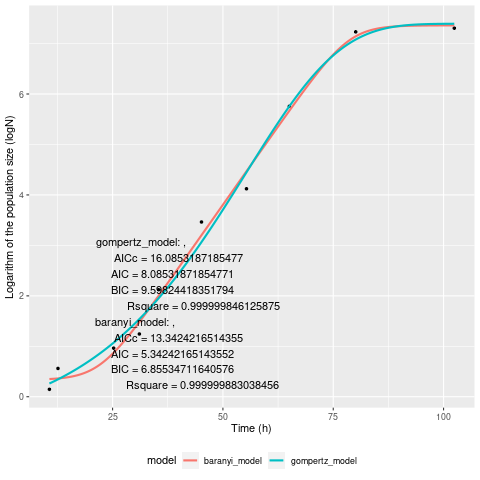 6
4
2
0
Logarithm of the population size (logN)
gompertz_model: ,
AICc = 16.0853187185477
AIC = 8.08531871854771
BIC = 9.59824418351794
Rsquare = 0.999999846125875
baranyi_model: ,
AICc = 13.3424216514355
AIC = 5.34242165143552
BIC = 6.85534711640576
Rsquare = 0.999999883038456
25 50 75 100
Time (h)
model baranyi_model gompertz_model